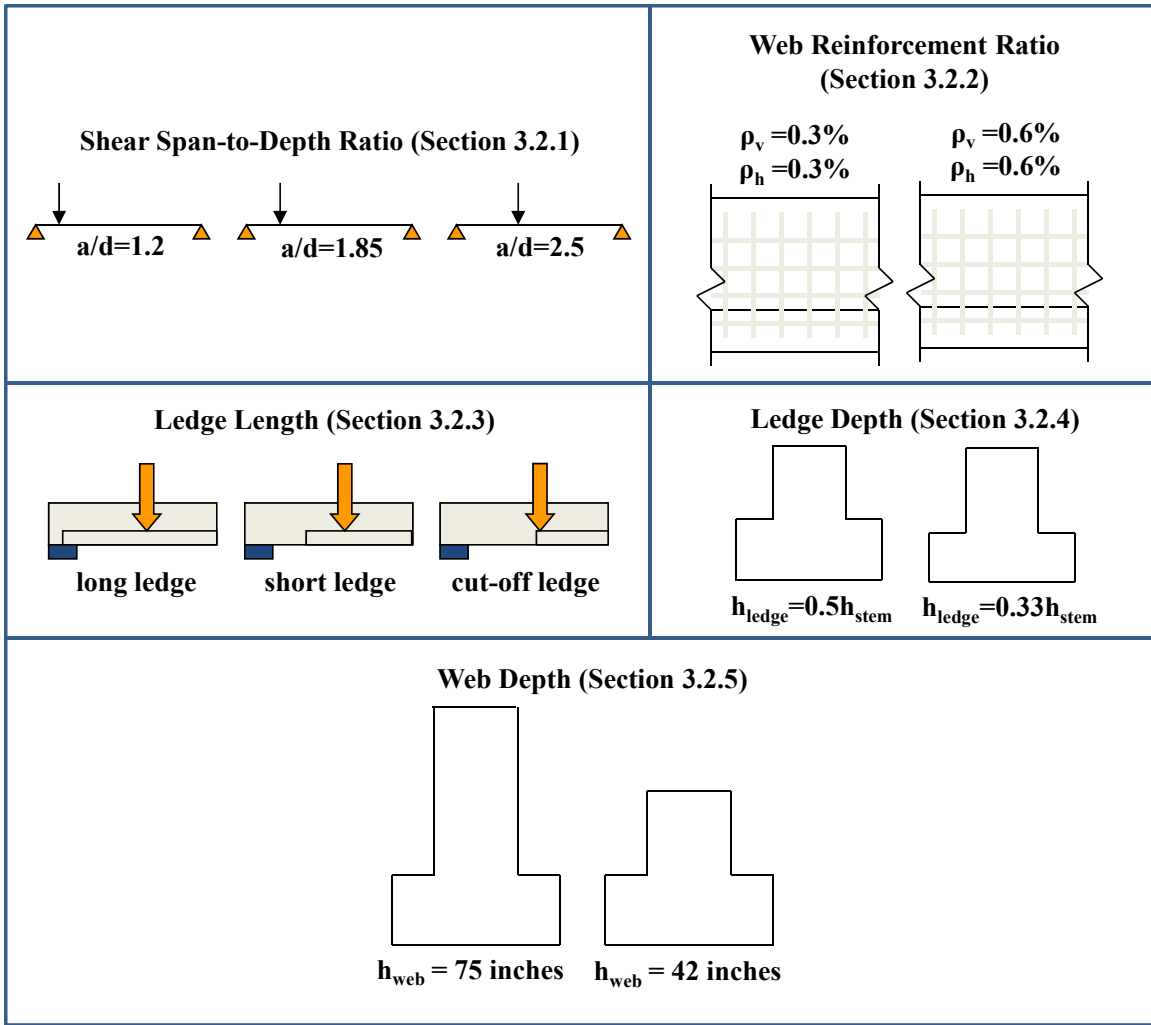 Shear Span-to-Depth Ratio (Section 3.2.1)
a/d=1.2
a/d=1.85
a/d=2.5
Web Reinforcement Ratio
(Section 3.2.2)
ρv =0.3%
ρh =0.3%
ρv =0.6%
ρh =0.6%
Ledge Length (Section 3.2.3)
long ledge
short ledge
cut-off ledge
Ledge Depth (Section 3.2.4)
hledge=0.5hstem
hledge=0.33hstem
Web Depth (Section 3.2.5)
hweb = 75 inches
hweb = 42 inches